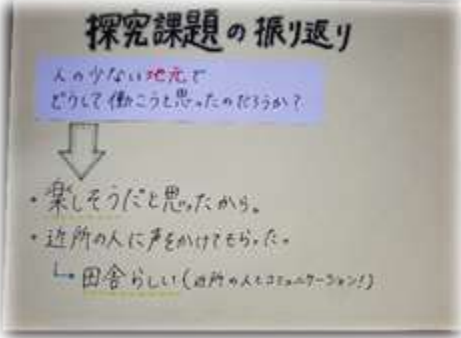 探究課題の振り返り
人の少ない地元で
どうして働こうと思ったのだろうか？
・楽しそうだと思ったから。
・近所の人に声をかけてもらった。
田舎らしい(近所の人とコミュニケーション!)